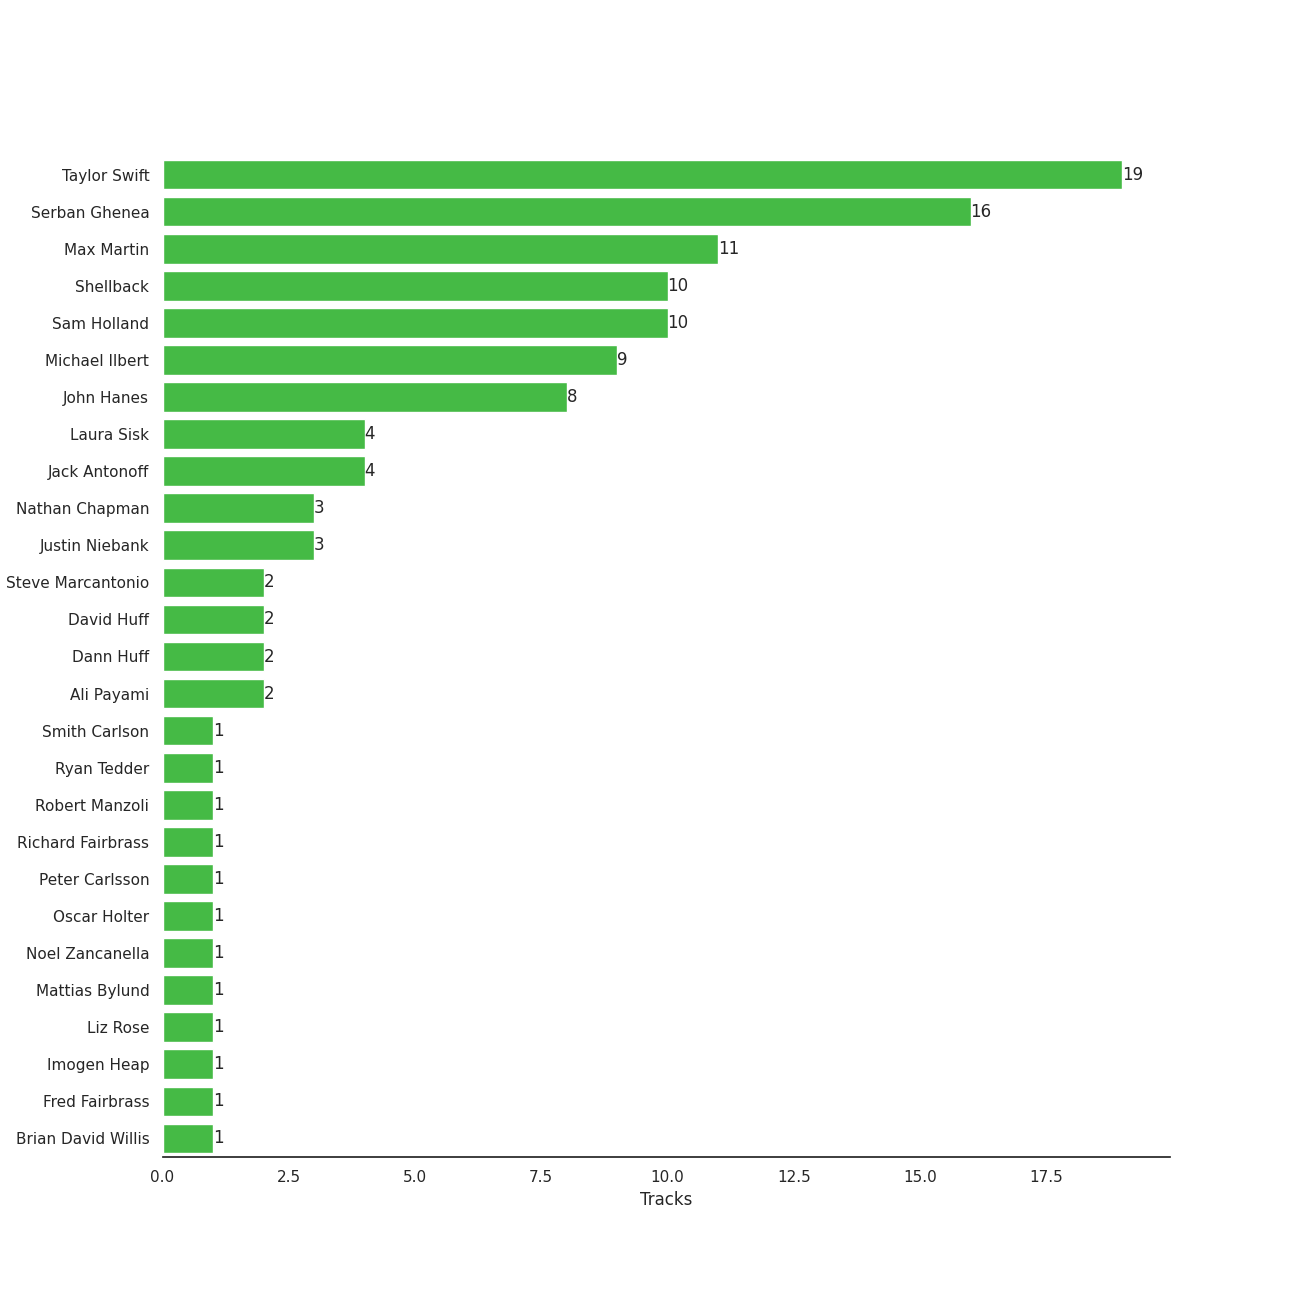 Taylor Swift 19
Serban Ghenea 16
Max Martin 11
Shellback 10
Sam Holland 10
Michael Ilbert 9
John Hanes 8
Laura Sisk 4
Jack Antonoff 4
Nathan Chapman 3
Justin Niebank 3
Steve Marcantonio 2
David Huff 2
Dann Huff 2
Ali Payami 2
Smith Carlson 1
Ryan Tedder 1
Robert Manzoli 1
Richard Fairbrass 1
Peter Carlsson 1
Oscar Holter 1
Noel Zancanella 1
Mattias Bylund 1
Liz Rose 1
Imogen Heap 1
Fred Fairbrass 1
Brian David Willis 1
0.0 2.5 5.0 7.5 10.0 12.5 15.0 17.5
Tracks